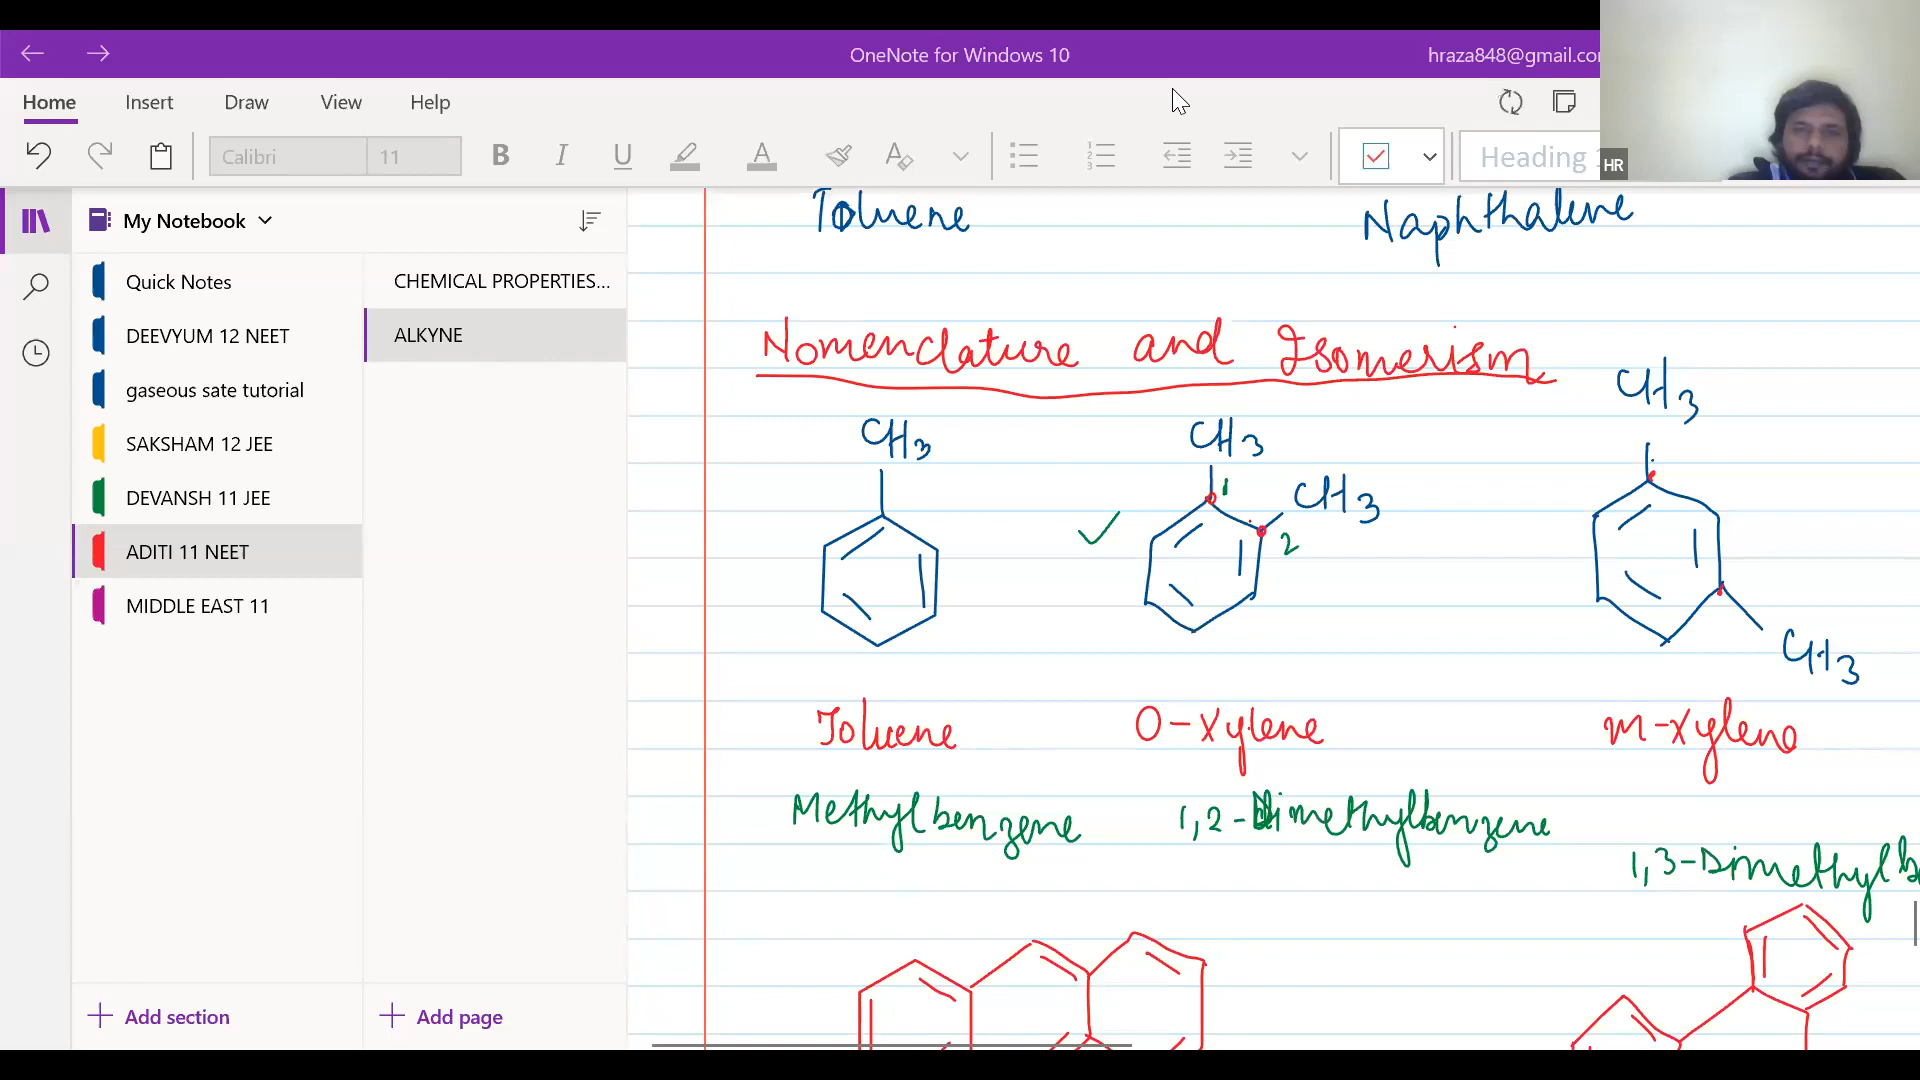 OneNote for Windows 10
hraza848@gmail.co
Home Insert Draw View Help
Calibri 11 B I U A A Heading
HR
My Notebook
Quick Notes
DEEVYUM 12 NEET
gaseous sate tutorial
SAKSHAM 12 JEE
DEVANSH 11 JEE
ADITI 11 NEET
MIDDLE EAST 11
Add section
CHEMICAL PROPERTIES...
ALKYNE
Add page
Toluene Naphthalene
Nomenclature and Isomerism
CH3 CH3 CH3
1 CH3
2
CH3
Toluene O-Xylene m-xylene
Methylbenzene 1,2-Dimethylbenzene
1,3-Dimethylb